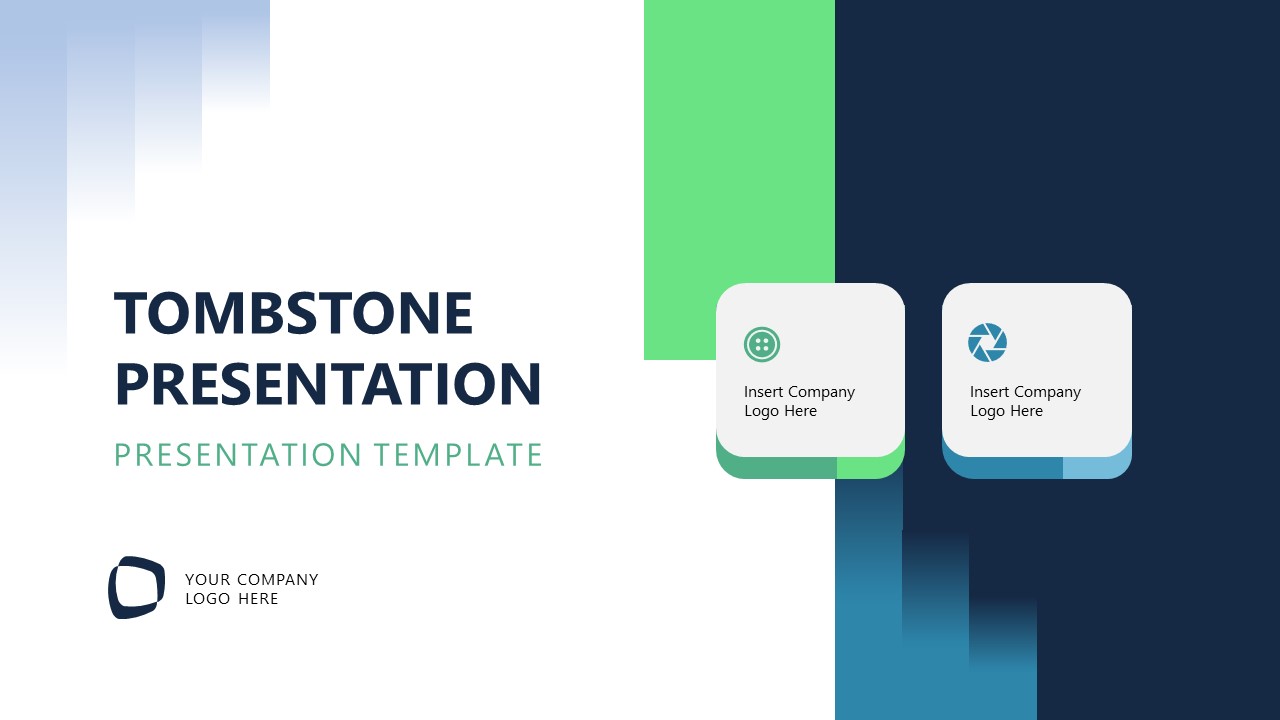 TOMBSTONE
PRESENTATION
PRESENTATION TEMPLATE
YOUR COMPANY
LOGO HERE
Insert Company
Logo Here
Insert Company
Logo Here